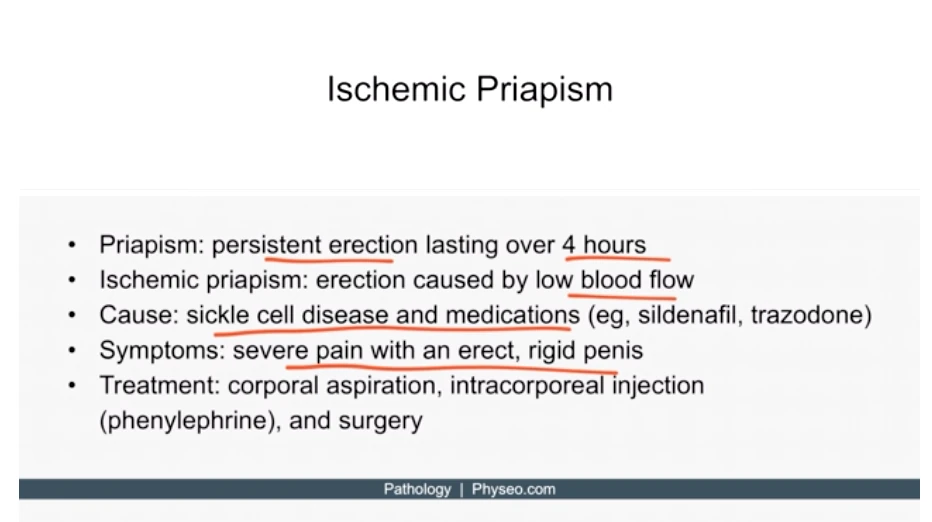 Ischemic Priapism
• Priapism: persistent erection lasting over 4 hours
• Ischemic priapism: erection caused by low blood flow
• Cause: sickle cell disease and medications (eg, sildenafil, trazodone)
• Symptoms: severe pain with an erect, rigid penis
• Treatment: corporal aspiration, intracorporeal injection
(phenylephrine), and surgery
Pathology | Physeo.com